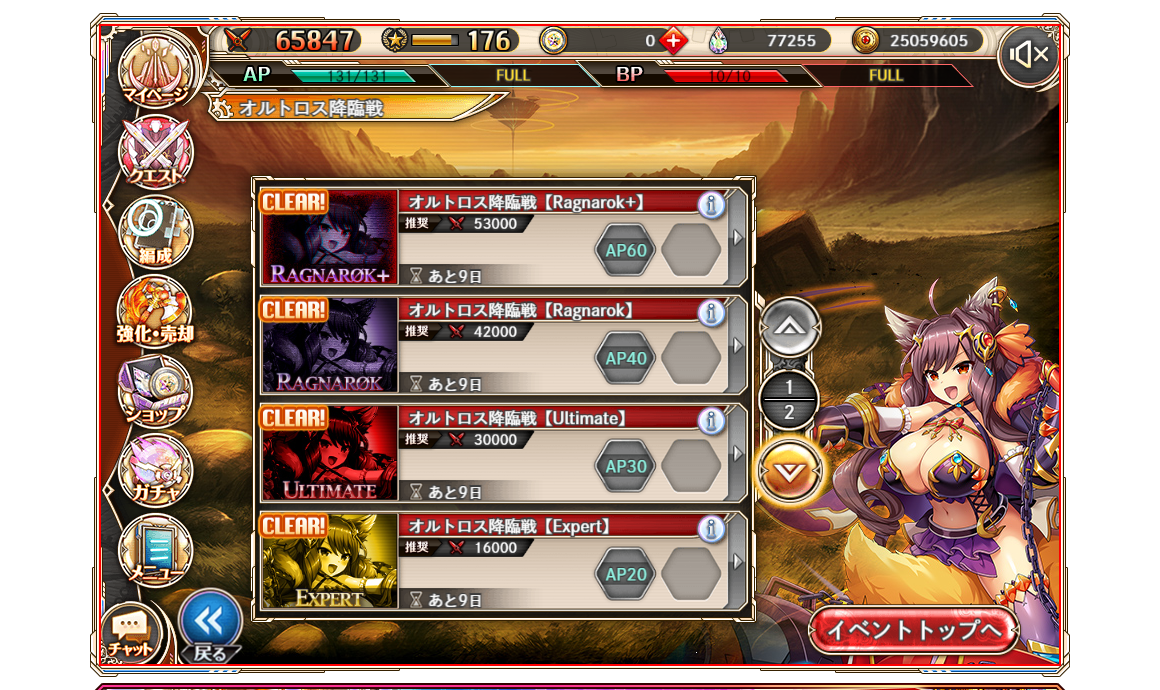 65847
176
0
77255
25059605
AP
131/131
FULL
BP
10/10
FULL
オルトロス降臨戦
マイページ
クエスト
編成
強化・売却
ショップ
ガチャ
メニュー
チャット
戻る
CLEAR!
RAGNARØK+
オルトロス降臨戦【Ragnarok+】
推奨 53000
AP60
あと9日
CLEAR!
RAGNARØK
オルトロス降臨戦【Ragnarok】
推奨 42000
AP40
あと9日
CLEAR!
ULTIMATE
オルトロス降臨戦【Ultimate】
推奨 30000
AP30
あと9日
CLEAR!
EXPERT
オルトロス降臨戦【Expert】
推奨 16000
AP20
あと9日
1
2
イベントトップへ